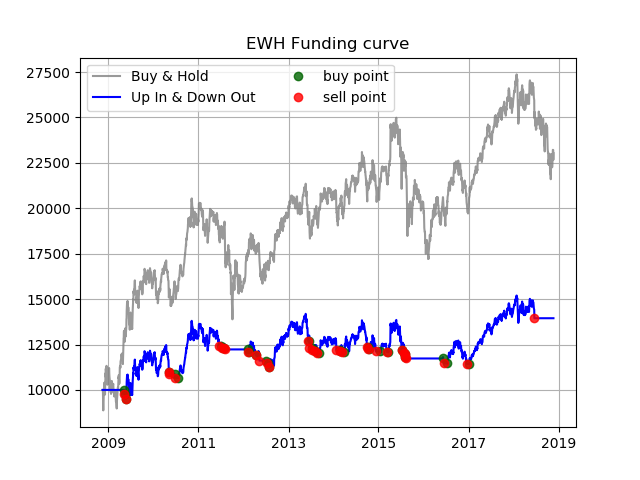 EWH Funding curve
Buy & Hold
Up In & Down Out
buy point
sell point
27500
25000
22500
20000
17500
15000
12500
10000
2009 2011 2013 2015 2017 2019